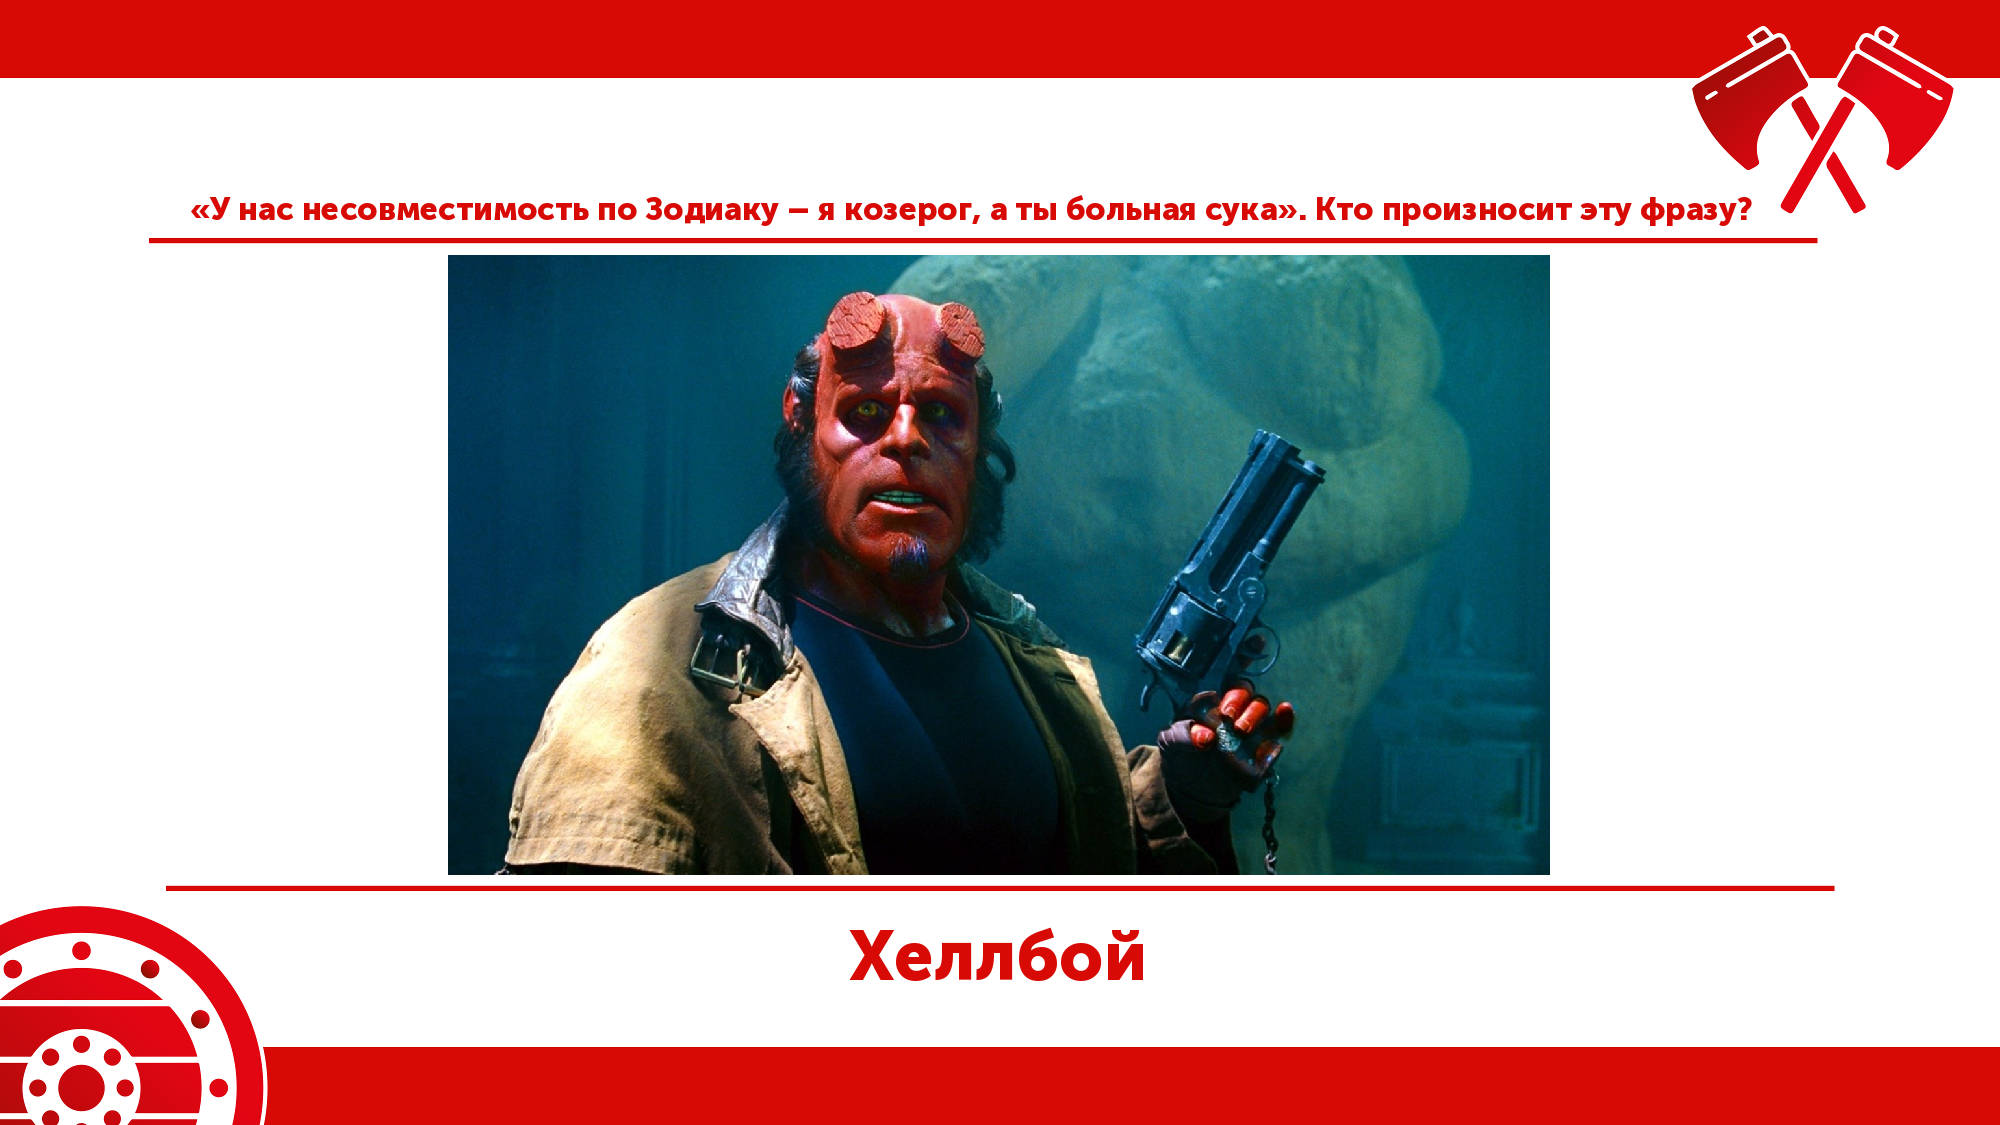 «У нас несовместимость по Зодиаку – я козерог, а ты больная сука». Кто произносит эту фразу?
Хеллбой